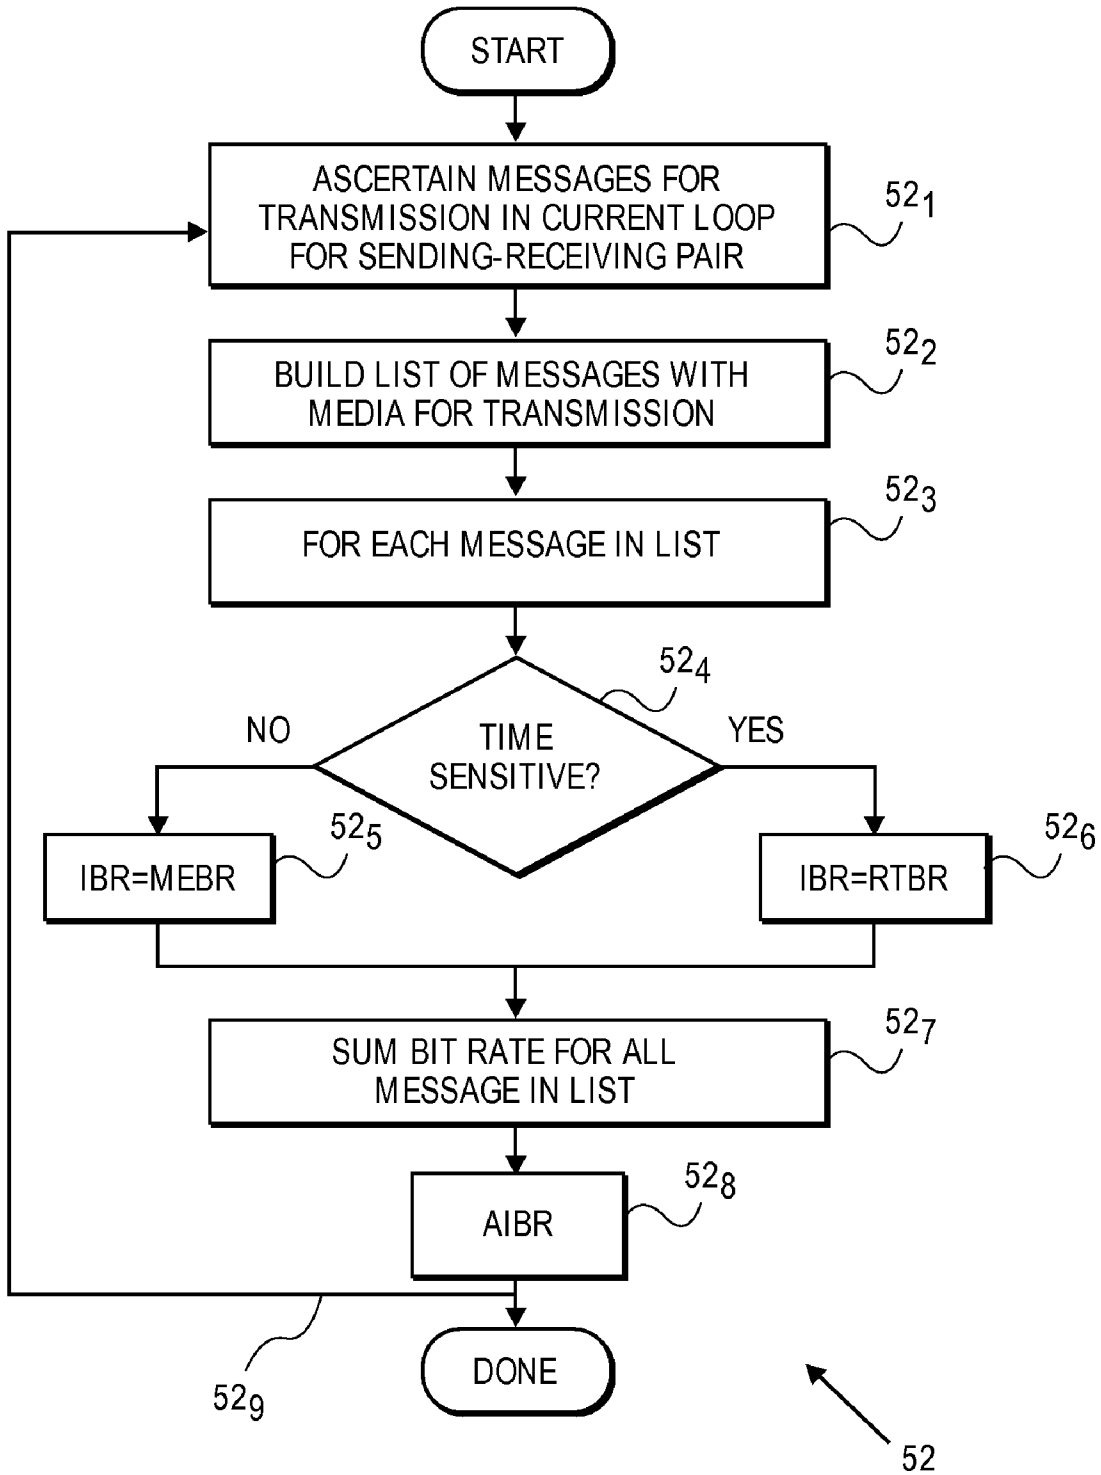 START
ASCERTAIN MESSAGES FOR
TRANSMISSION IN CURRENT LOOP
FOR SENDING-RECEIVING PAIR
52₁
BUILD LIST OF MESSAGES WITH
MEDIA FOR TRANSMISSION
52₂
FOR EACH MESSAGE IN LIST
52₃
TIME
SENSITIVE?
52₄
NO
YES
IBR=MEBR
52₅
IBR=RTBR
52₆
SUM BIT RATE FOR ALL
MESSAGE IN LIST
52₇
AIBR
52₈
DONE
52₉
52